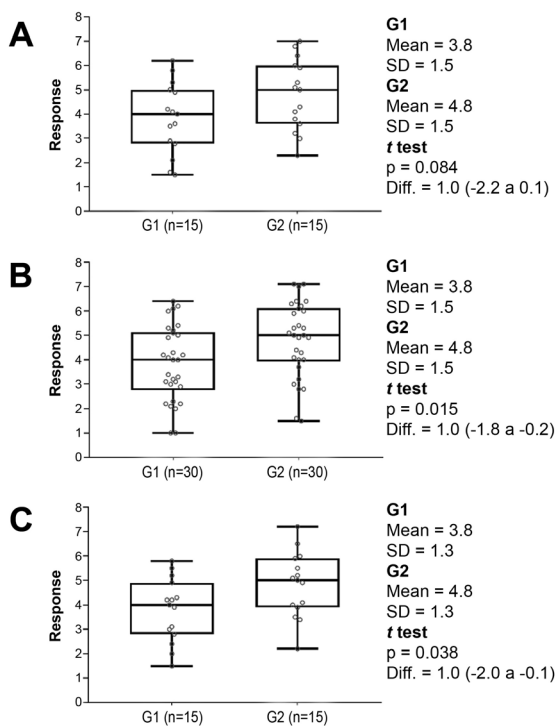 A
Response
8
7
6
5
4
3
2
1
0
G1 (n=15)
G2 (n=15)
G1
Mean = 3.8
SD = 1.5
G2
Mean = 4.8
SD = 1.5
t test
p = 0.084
Diff. = 1.0 (-2.2 a 0.1)
B
Response
8
7
6
5
4
3
2
1
0
G1 (n=30)
G2 (n=30)
G1
Mean = 3.8
SD = 1.5
G2
Mean = 4.8
SD = 1.5
t test
p = 0.015
Diff. = 1.0 (-1.8 a -0.2)
C
Response
8
7
6
5
4
3
2
1
0
G1 (n=15)
G2 (n=15)
G1
Mean = 3.8
SD = 1.3
G2
Mean = 4.8
SD = 1.3
t test
p = 0.038
Diff. = 1.0 (-2.0 a -0.1)